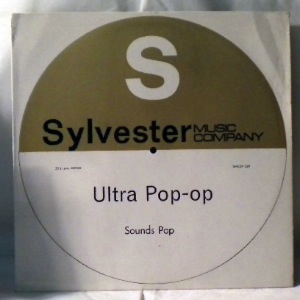 S
Sylvester MUSIC COMPANY
Ultra Pop-op
Sounds Pop